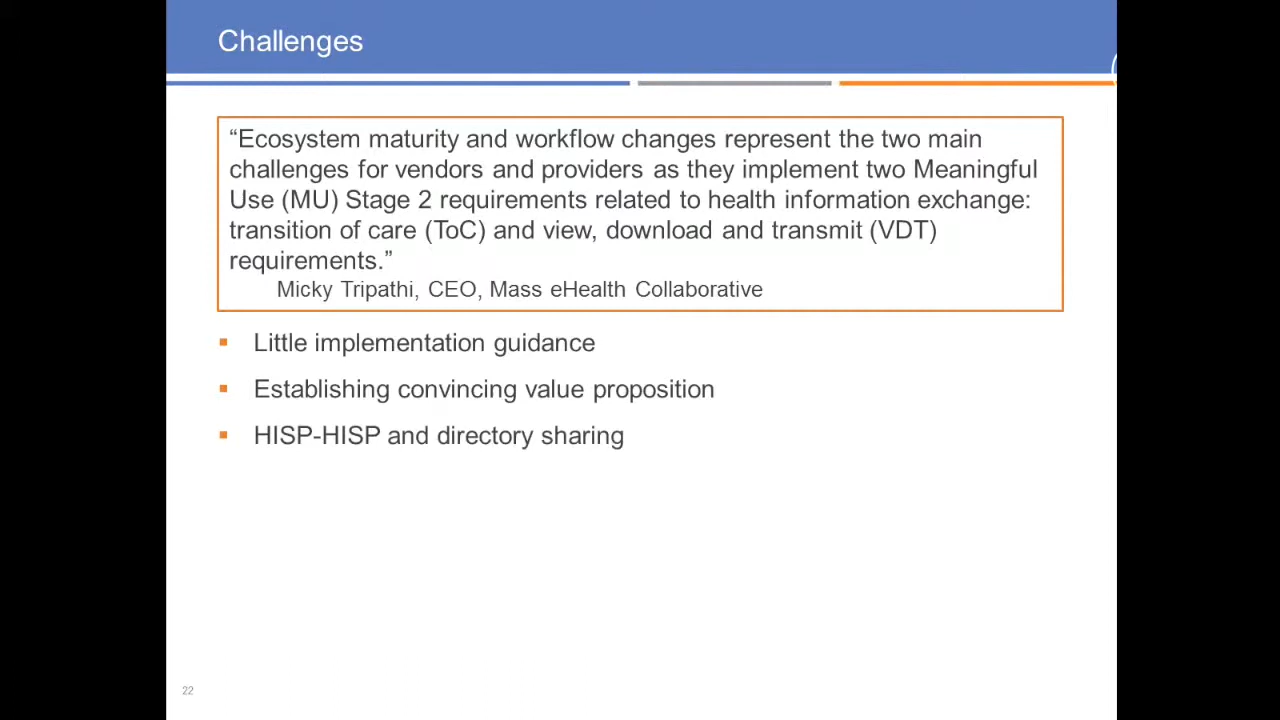 Challenges
“Ecosystem maturity and workflow changes represent the two main
challenges for vendors and providers as they implement two Meaningful
Use (MU) Stage 2 requirements related to health information exchange:
transition of care (ToC) and view, download and transmit (VDT)
requirements.”
Micky Tripathi, CEO, Mass eHealth Collaborative
▪ Little implementation guidance
▪ Establishing convincing value proposition
▪ HISP-HISP and directory sharing
22